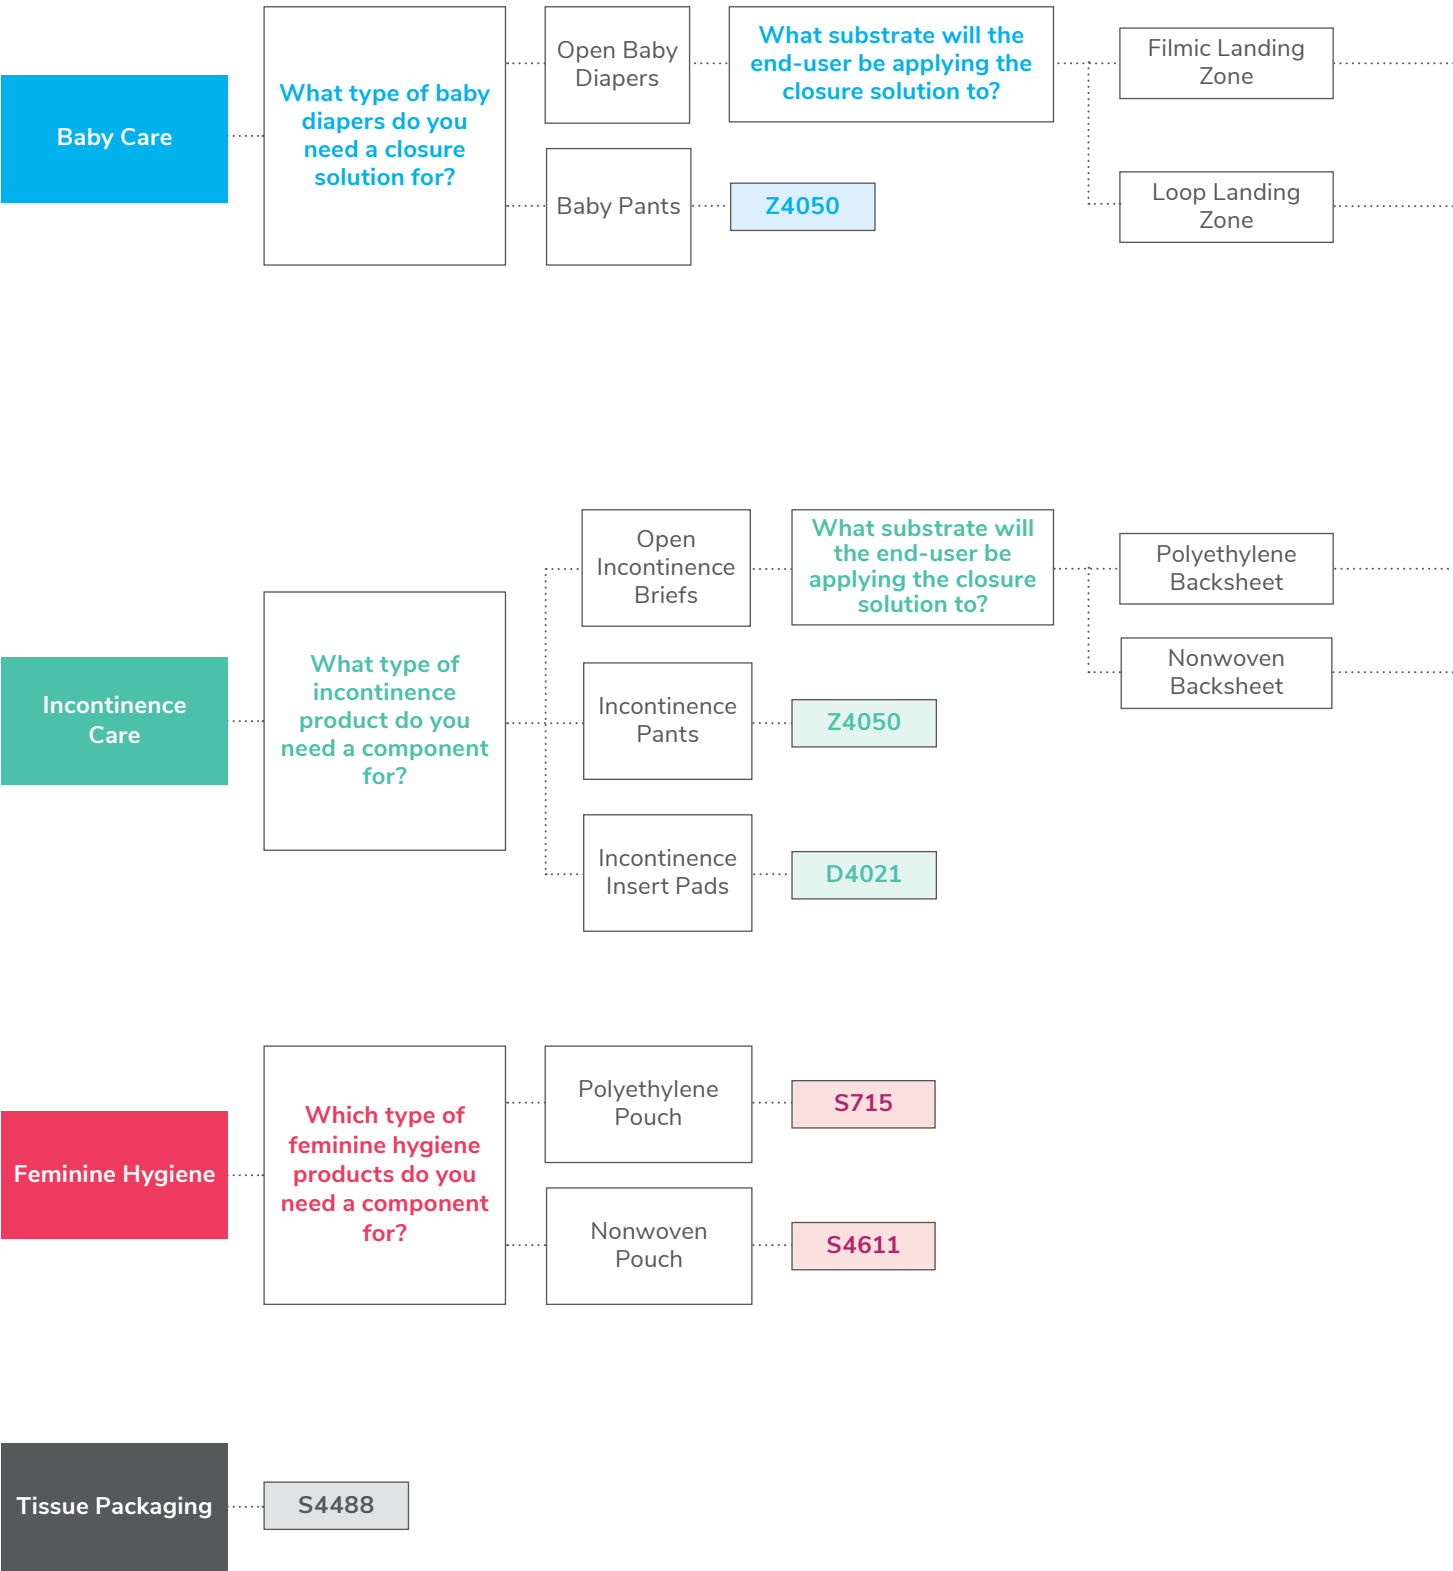 Baby Care
What type of baby
diapers do you
need a closure
solution for?
Open Baby
Diapers
What substrate will the
end-user be applying the
closure solution to?
Filmic Landing
Zone
Loop Landing
Zone
Baby Pants
Z4050
Incontinence
Care
What type of
incontinence
product do you
need a component
for?
Open
Incontinence
Briefs
What substrate will
the end-user be
applying the closure
solution to?
Polyethylene
Backsheet
Nonwoven
Backsheet
Incontinence
Pants
Z4050
Incontinence
Insert Pads
D4021
Feminine Hygiene
Which type of
feminine hygiene
products do you
need a component
for?
Polyethylene
Pouch
S715
Nonwoven
Pouch
S4611
Tissue Packaging
S4488